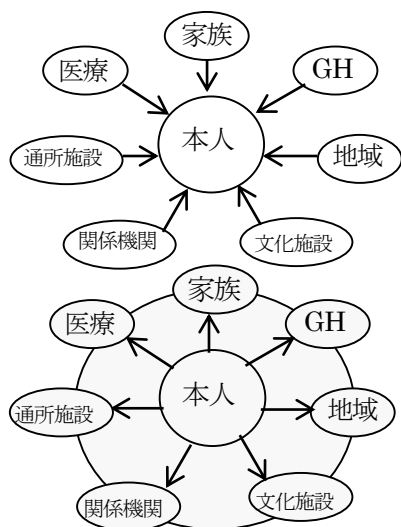 家族
医療
GH
本人
通所施設
地域
関係機関
文化施設
家族
医療
GH
本人
通所施設
地域
関係機関
文化施設